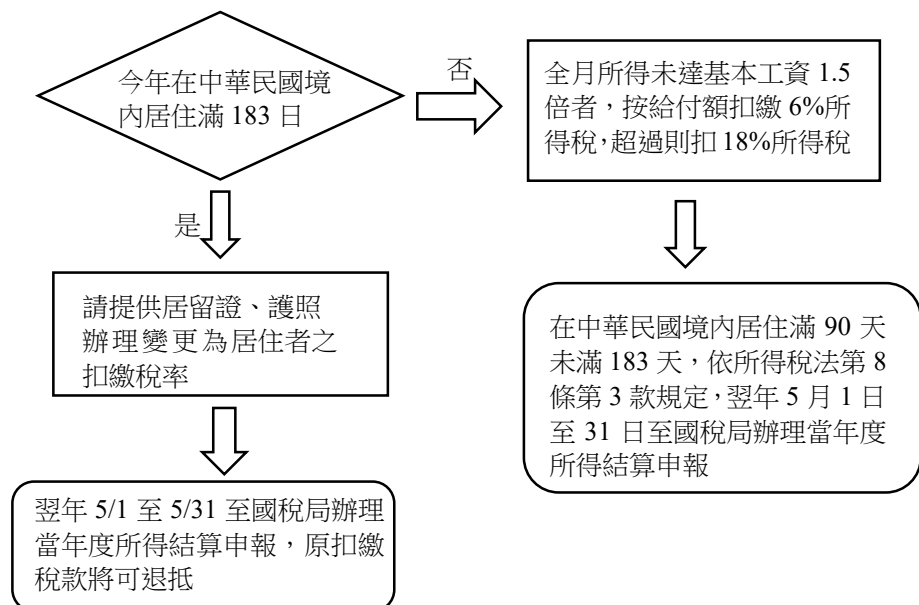 今年在中華民國境
內居住滿 183 日
否
全月所得未達基本工資 1.5
倍者，按給付額扣繳 6%所
得稅，超過則扣 18%所得稅
是
請提供居留證、護照
辦理變更為居住者之
扣繳稅率
在中華民國境內居住滿 90 天
未滿 183 天，依所得稅法第 8
條第 3 款規定，翌年 5 月 1 日
至 31 日至國稅局辦理當年度
所得結算申報
翌年 5/1 至 5/31 至國稅局辦理
當年度所得結算申報，原扣繳
稅款將可退抵